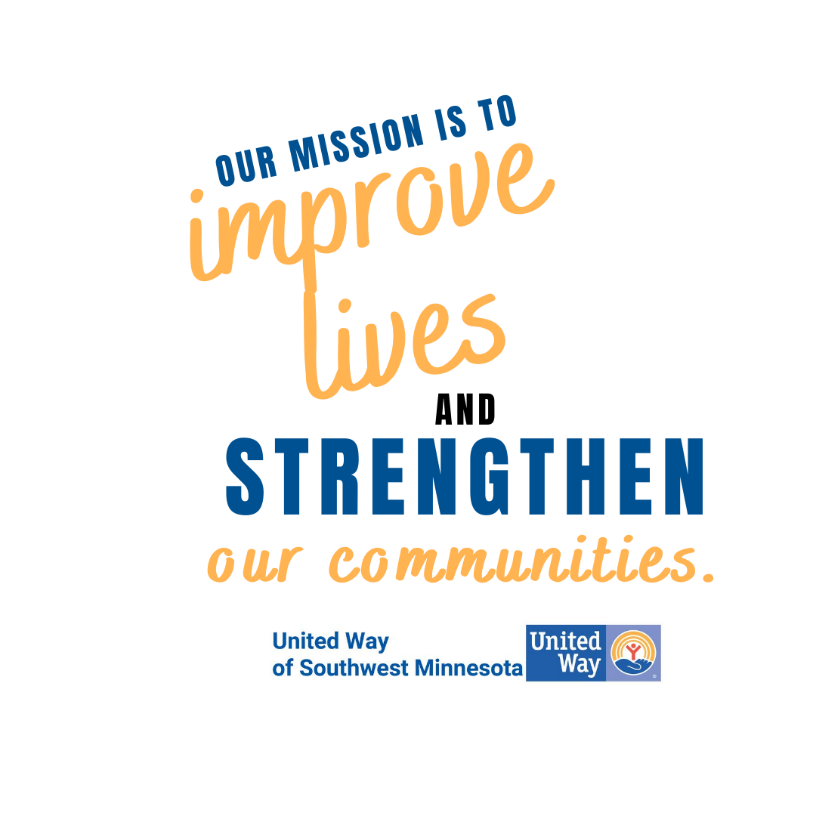 OUR MISSION IS TO
improve
lives
AND
STRENGTHEN
our communities.
United Way
of Southwest Minnesota
United
Way
®